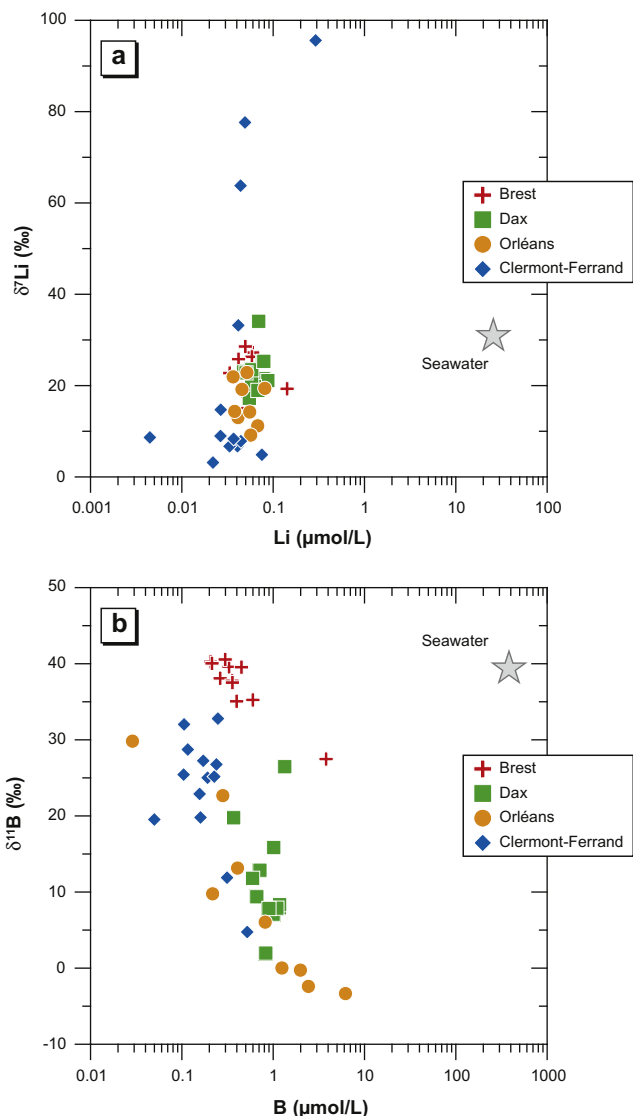 100
a
80
60
40
20
0
δ⁷Li (‰)
Brest
Dax
Orléans
Clermont-Ferrand
Seawater
0.001 0.01 0.1 1 10 100
Li (µmol/L)
50
b
40
30
20
10
0
-10
δ¹¹B (‰)
Seawater
Brest
Dax
Orléans
Clermont-Ferrand
0.01 0.1 1 10 100 1000
B (µmol/L)